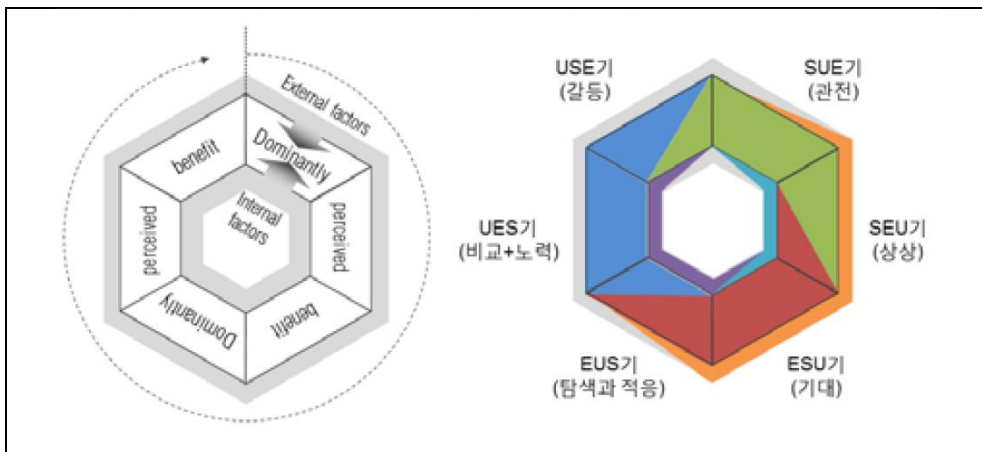 External factors
Dominantly
benefit
Internal
factors
perceived
perceived
Dominantly
benefit
USE기
(갈등)
SUE기
(관전)
UES기
(비교+노력)
SEU기
(상상)
EUS기
(탐색과 적응)
ESU기
(기대)